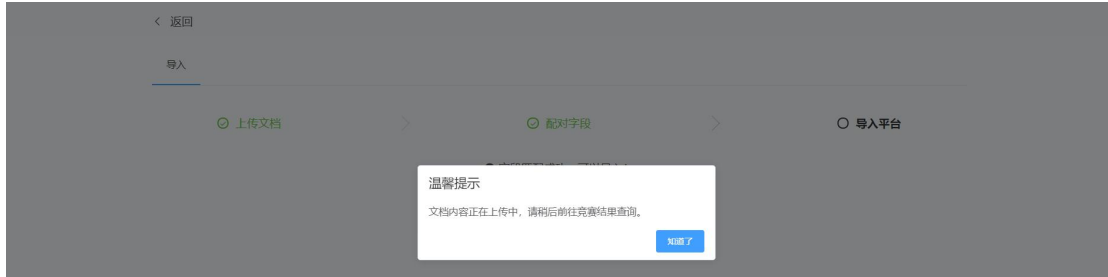 返回
导入
上传文档
配对字段
导入平台
温馨提示
文档内容正在上传中，请稍后前往竞赛结果查询。
知道了